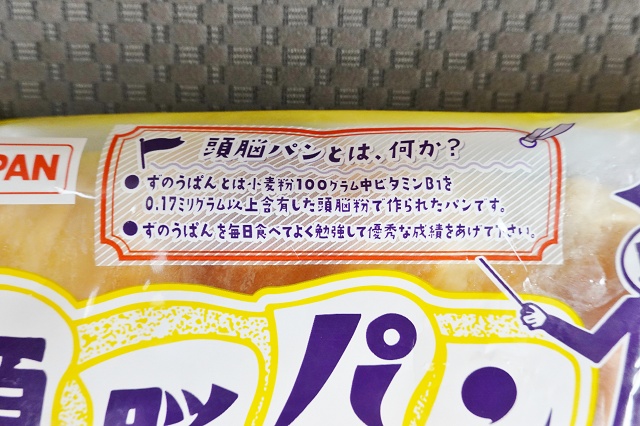 PAN
頭脳パンとは、何か?
●ずのうぱんとは小麦粉100グラム中ビタミンB1を
0.17ミリグラム以上含有した頭脳粉で作られたパンです。
●ずのうぱんを毎日食べてよく勉強して優秀な成績をあげて下さい。
頭脳パン